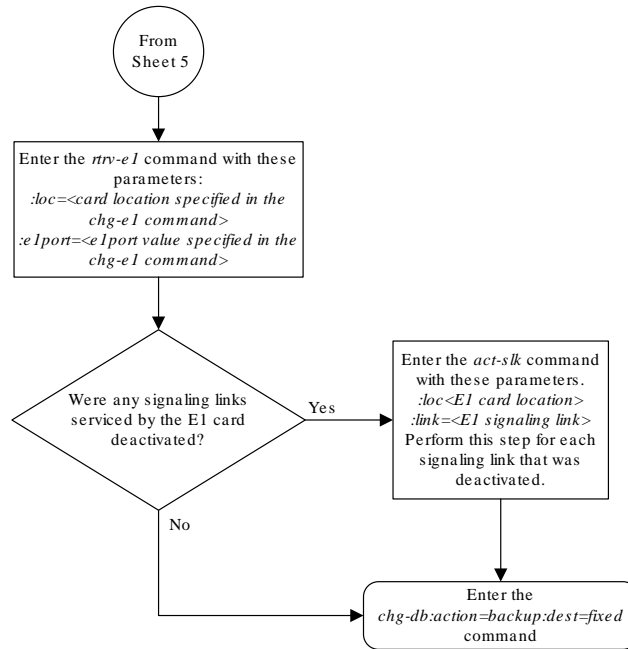 From
Sheet 5
Enter the rtrv-e1 command with these
parameters:
:loc=<card location specified in the
chg-e1 command>
:e1port=<e1port value specified in the
chg-e1 command>
Were any signaling links
serviced by the E1 card
deactivated?
Yes
Enter the act-slk command
with these parameters.
:loc<E1 card location>
:link=<E1 signaling link>
Perform this step for each
signaling link that was
deactivated.
No
Enter the
chg-db:action=backup:dest=fixed
command